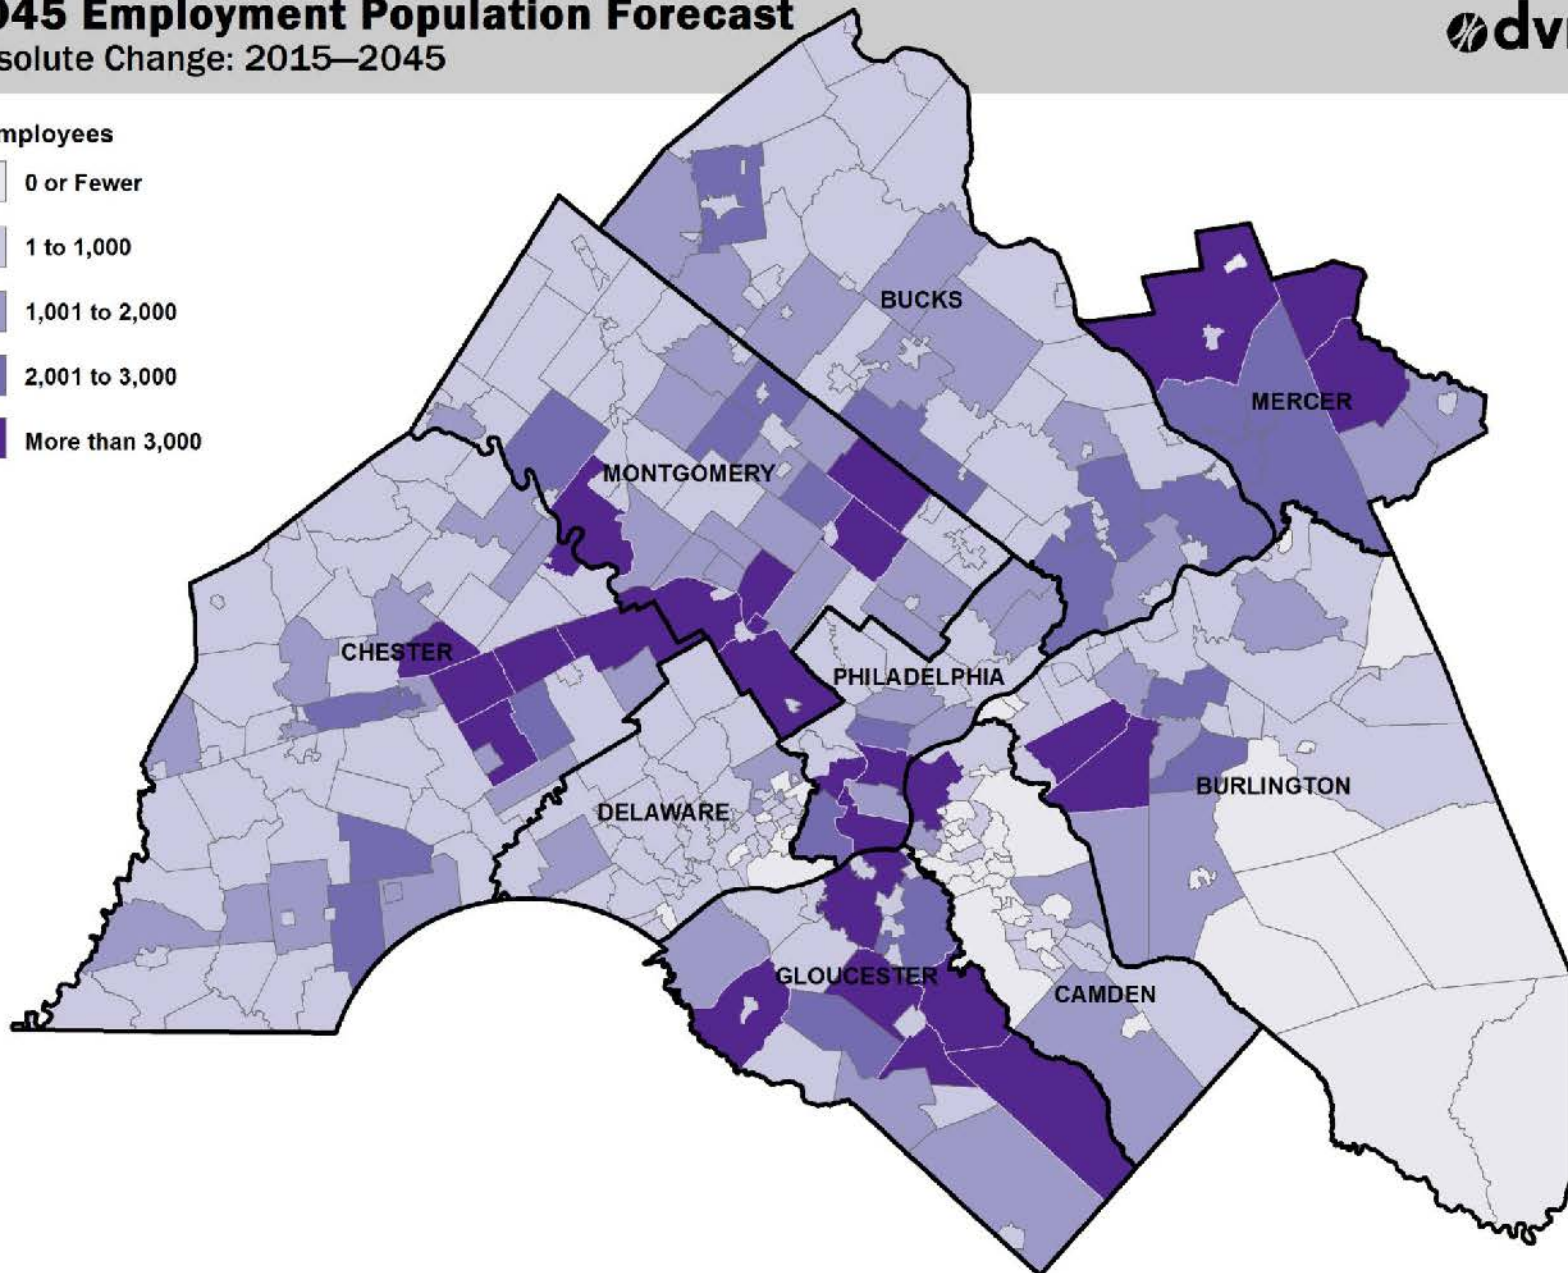 045 Employment Population Forecast
solute Change: 2015—2045
dvr
mployees
0 or Fewer
1 to 1,000
1,001 to 2,000
2,001 to 3,000
More than 3,000
BUCKS
MERCER
MONTGOMERY
CHESTER
PHILADELPHIA
BURLINGTON
DELAWARE
GLOUCESTER
CAMDEN